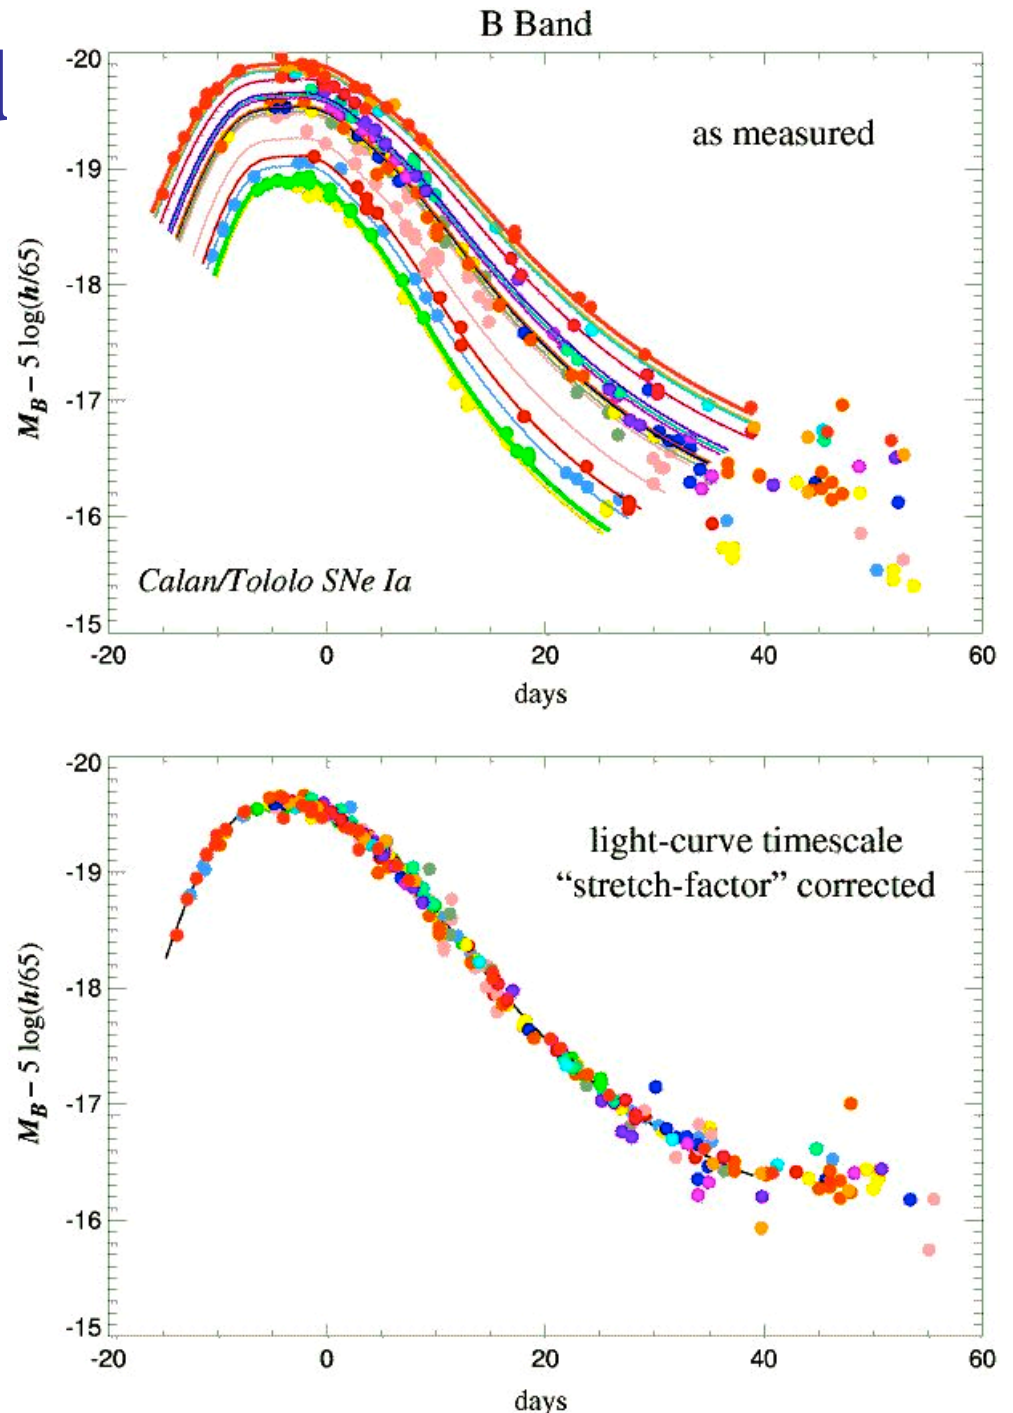 B Band
-20
as measured
-19
-18
M_B – 5 log(h/65)
-17
-16
Calan/Tololo SNe Ia
-15
-20 0 20 40 60
days
-20
light-curve timescale
-19
“stretch-factor” corrected
-18
M_B – 5 log(h/65)
-17
-16
-15
-20 0 20 40 60
days